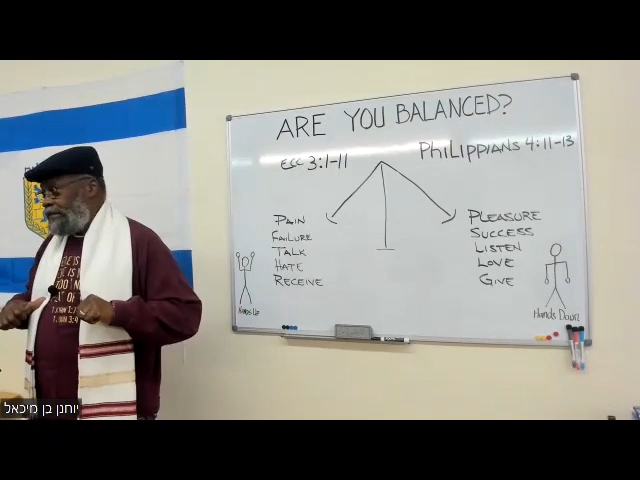 ARE YOU BALANCED?
ECC 3:1-11
PHILIPPIANS 4:11-13
PAIN
FAILURE
TALK
HATE
RECEIVE
PLEASURE
SUCCESS
LISTEN
LOVE
GIVE
Hands Up
Hands Down
יוחנן בן מיכאל